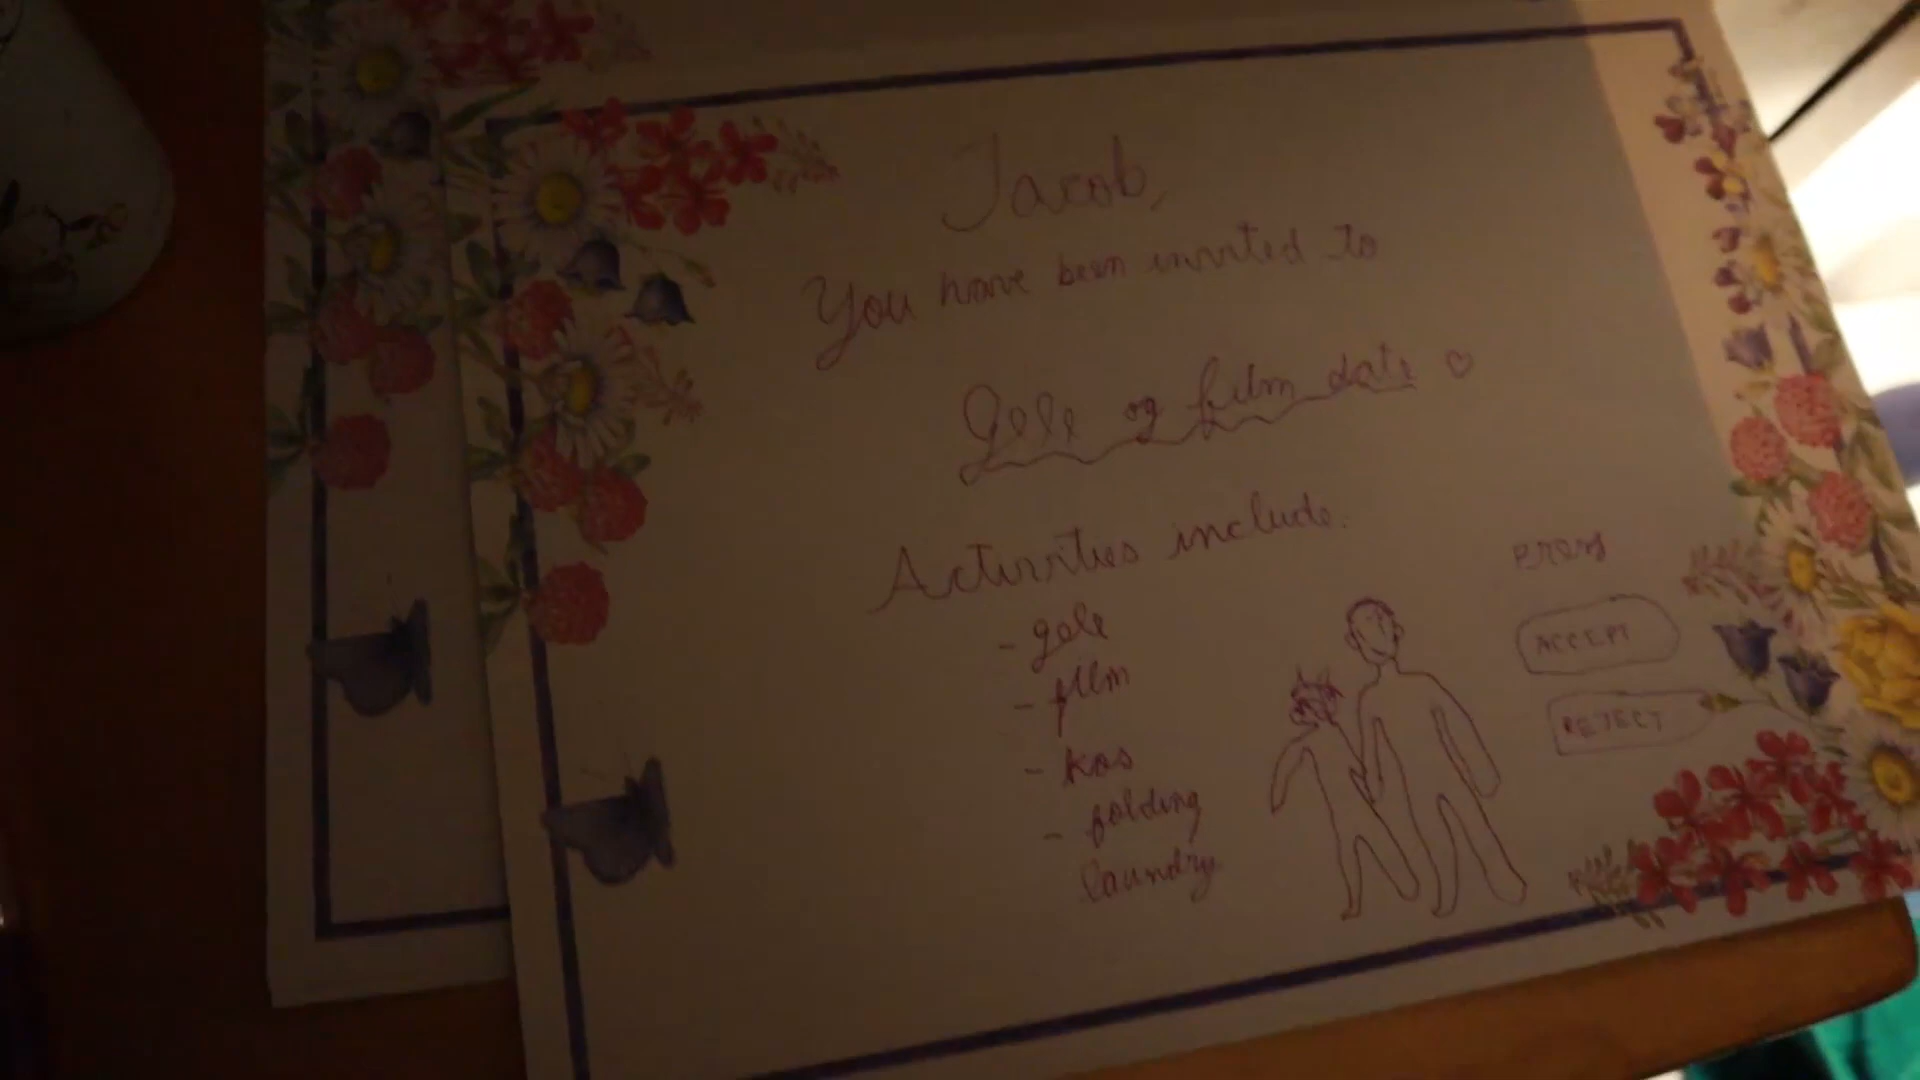 Jacob,
You have been invited to
Gele og film date ♡
Activities include:
- gele
- film
- kos
- folding
laundry
PRESS
ACCEPT
REJECT